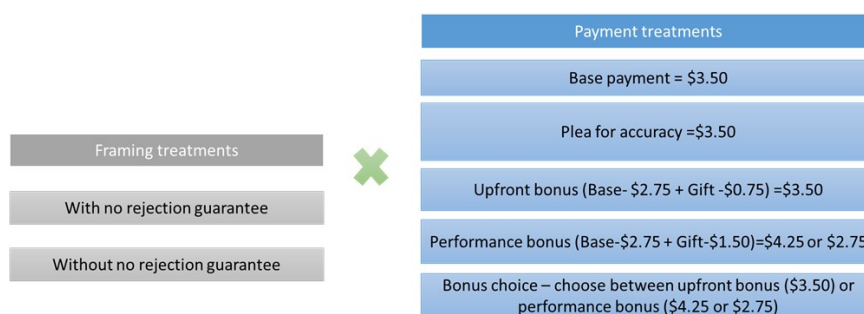 Payment treatments
Base payment = $3.50
Plea for accuracy =$3.50
Framing treatments
With no rejection guarantee
Without no rejection guarantee
Upfront bonus (Base- $2.75 + Gift -$0.75) =$3.50
Performance bonus (Base-$2.75 + Gift-$1.50)=$4.25 or $2.75
Bonus choice – choose between upfront bonus ($3.50) or
performance bonus ($4.25 or $2.75)